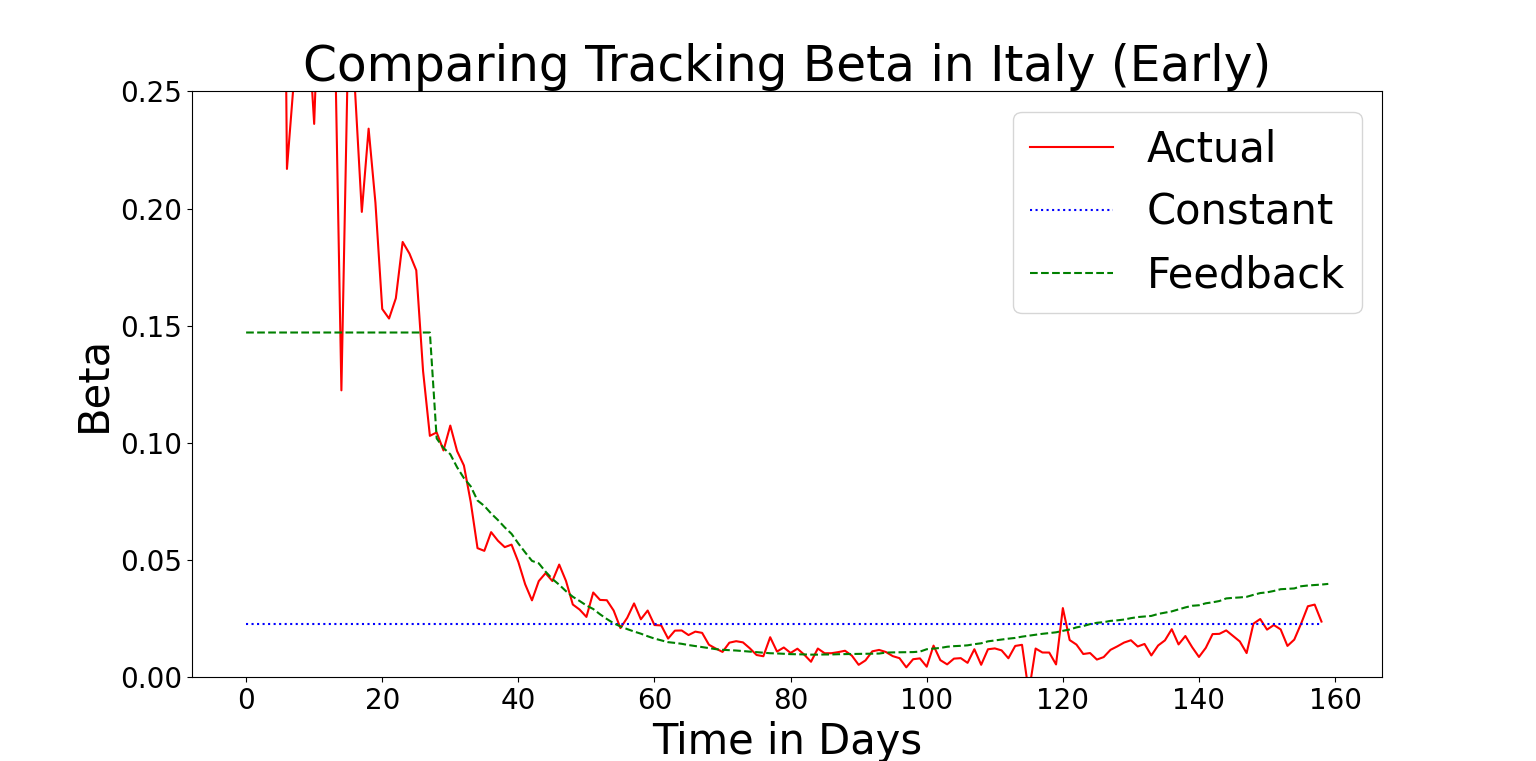 Comparing Tracking Beta in Italy (Early)
0.25
0.20
0.15
0.10
0.05
0.00
Beta
Actual
Constant
Feedback
0 20 40 60 80 100 120 140 160
Time in Days